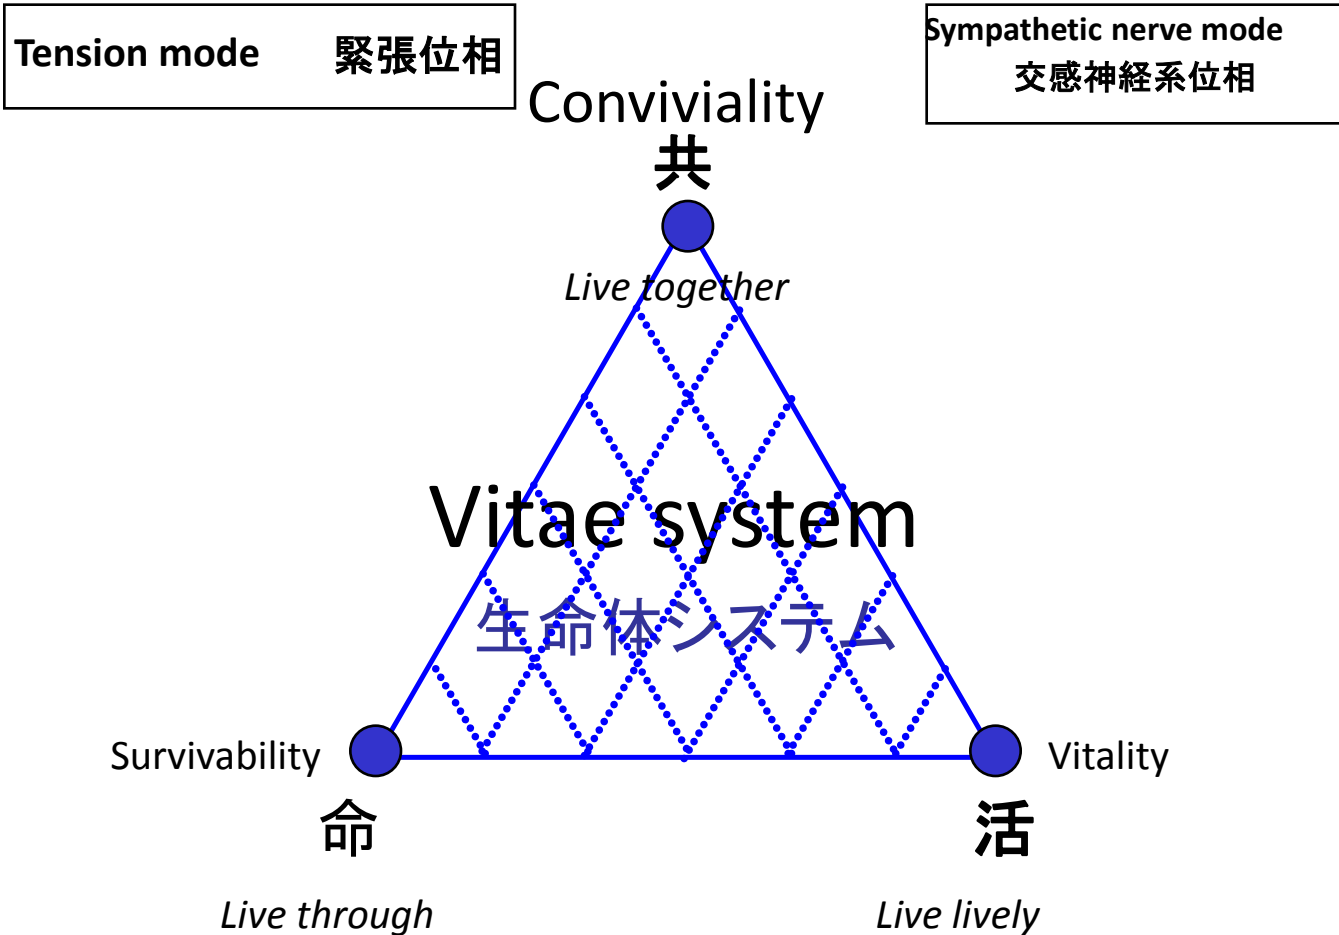 Tension mode 緊張位相
Sympathetic nerve mode
交感神経系位相
Conviviality
共
Live together
Vitae system
生命体システム
Survivability
Vitality
命
活
Live through
Live lively